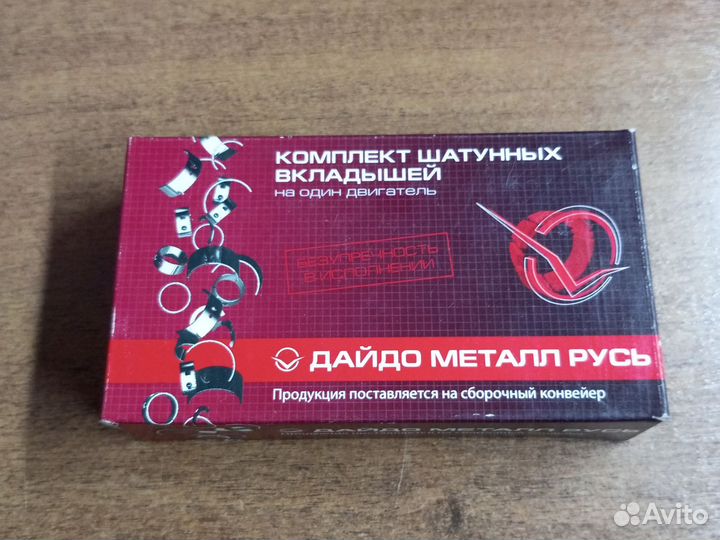 КОМПЛЕКТ ШАТУННЫХ
ВКЛАДЫШЕЙ
на один двигатель
БЕЗУПРЕЧНОСТЬ
В ИСПОЛНЕНИИ
ДАЙДО МЕТАЛЛ РУСЬ
Продукция поставляется на сборочный конвейер
ДАЙДО МЕТАЛЛ РУСЬ
Avito